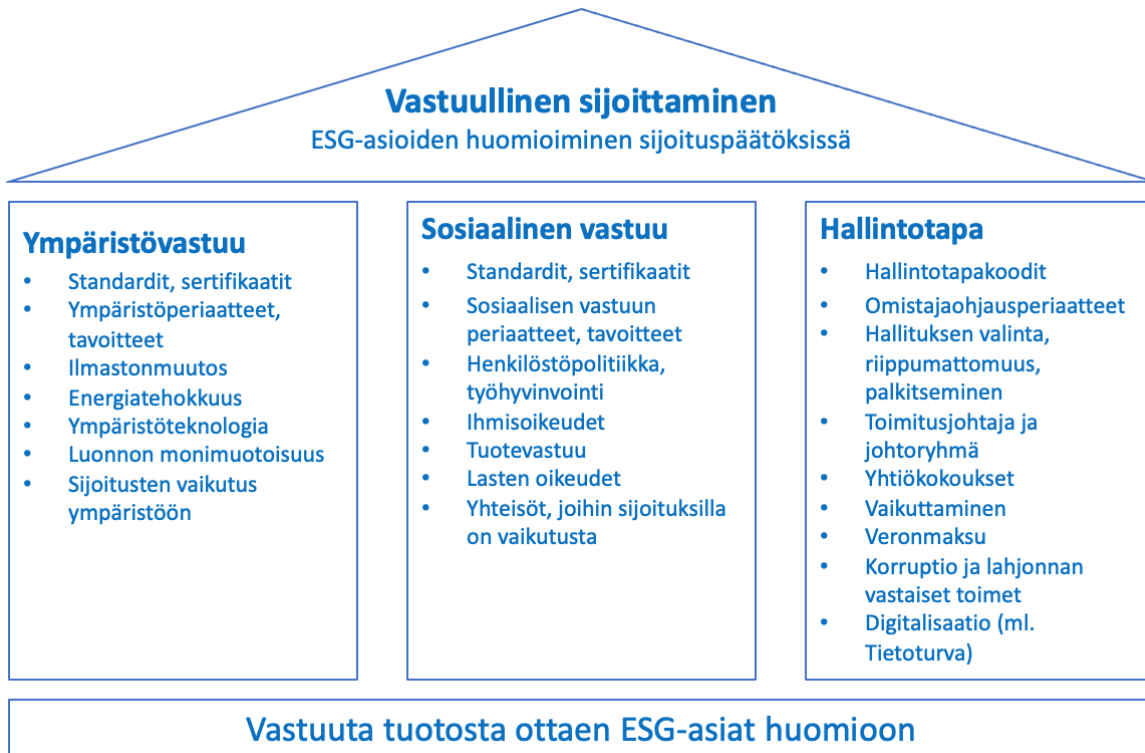 Vastuullinen sijoittaminen
ESG-asioiden huomioiminen sijoituspäätöksissä
Ympäristövastuu
• Standardit, sertifikaatit
• Ympäristöperiaatteet,
tavoitteet
• Ilmastonmuutos
• Energiatehokkuus
• Ympäristöteknologia
• Luonnon monimuotoisuus
• Sijoitusten vaikutus
ympäristöön
Sosiaalinen vastuu
• Standardit, sertifikaatit
• Sosiaalisen vastuun
periaatteet, tavoitteet
• Henkilöstöpolitiikka,
työhyvinvointi
• Ihmisoikeudet
• Tuotevastuu
• Lasten oikeudet
• Yhteisöt, joihin sijoituksilla
on vaikutusta
Hallintotapa
• Hallintotapakoodit
• Omistajaohjausperiaatteet
• Hallituksen valinta,
riippumattomuus,
palkitseminen
• Toimitusjohtaja ja
johtoryhmä
• Yhtiökokoukset
• Vaikuttaminen
• Veronmaksu
• Korruptio ja lahjonnan
vastaiset toimet
• Digitalisaatio (ml.
Tietoturva)
Vastuuta tuotosta ottaen ESG-asiat huomioon